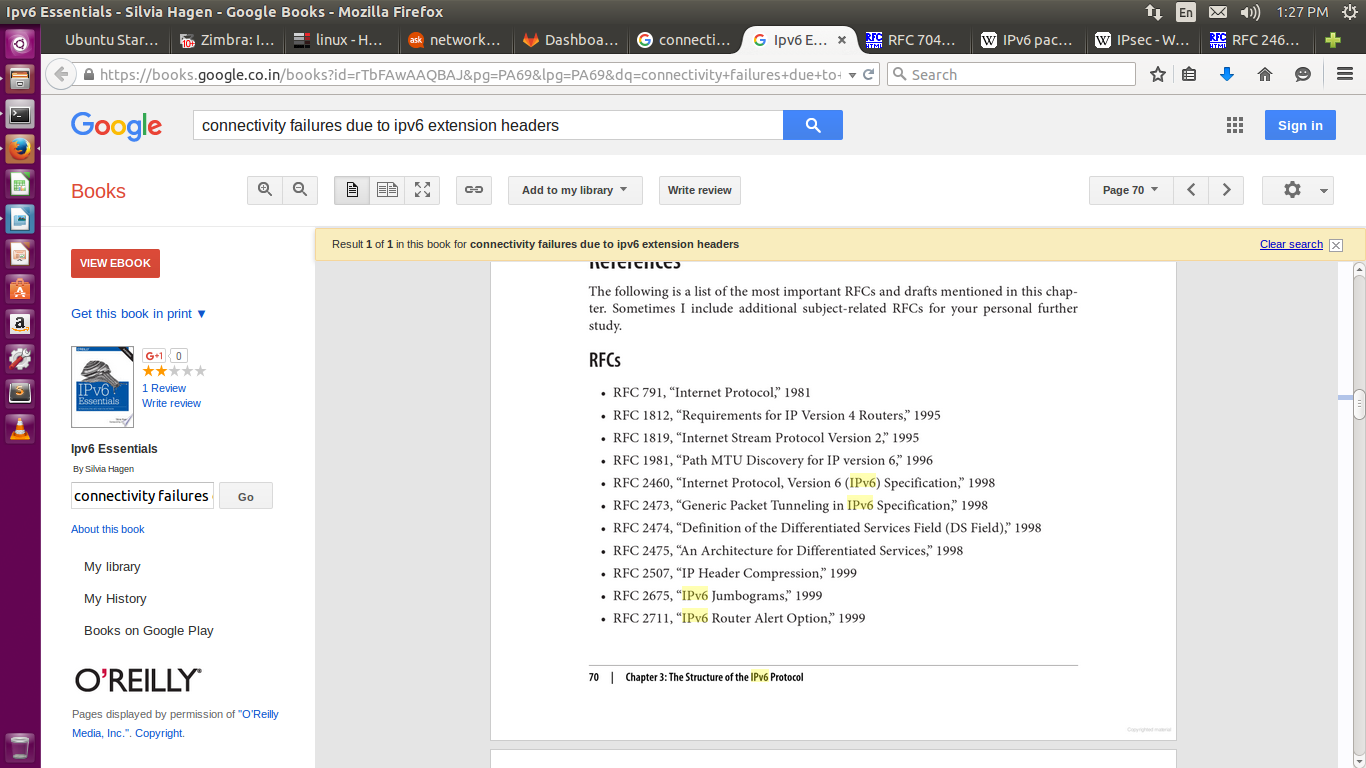 Ipv6 Essentials - Silvia Hagen - Google Books - Mozilla Firefox
En
1:27 PM
Ubuntu Star…
Zimbra: I…
linux - H…
ask network…
Dashboa…
connecti…
Ipv6 E…
RFC 704…
IPv6 pac…
IPsec - W…
RFC 246…
https://books.google.co.in/books?id=rTbFAwAAQBAJ&pg=PA69&lpg=PA69&dq=connectivity+failures+due+to+
Search
Google
connectivity failures due to ipv6 extension headers
Sign in
Books
Add to my library
Write review
Page 70
Result 1 of 1 in this book for connectivity failures due to ipv6 extension headers
Clear search
VIEW EBOOK
Get this book in print ▼
G+1
0
1 Review
Write review
IPv6 Essentials
Ipv6 Essentials
By Silvia Hagen
connectivity failures
Go
About this book
My library
My History
Books on Google Play
O'REILLY
Pages displayed by permission of "O'Reilly
Media, Inc.". Copyright.
References
The following is a list of the most important RFCs and drafts mentioned in this chap-
ter. Sometimes I include additional subject-related RFCs for your personal further
study.
RFCs
• RFC 791, “Internet Protocol,” 1981
• RFC 1812, “Requirements for IP Version 4 Routers,” 1995
• RFC 1819, “Internet Stream Protocol Version 2,” 1995
• RFC 1981, “Path MTU Discovery for IP version 6,” 1996
• RFC 2460, “Internet Protocol, Version 6 (IPv6) Specification,” 1998
• RFC 2473, “Generic Packet Tunneling in IPv6 Specification,” 1998
• RFC 2474, “Definition of the Differentiated Services Field (DS Field),” 1998
• RFC 2475, “An Architecture for Differentiated Services,” 1998
• RFC 2507, “IP Header Compression,” 1999
• RFC 2675, “IPv6 Jumbograms,” 1999
• RFC 2711, “IPv6 Router Alert Option,” 1999
70 | Chapter 3: The Structure of the IPv6 Protocol
Copyrighted material